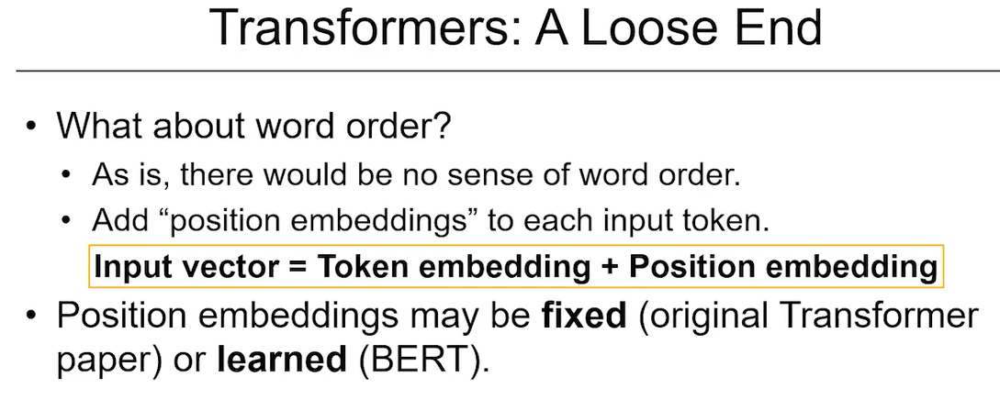 Transformers: A Loose End
• What about word order?
• As is, there would be no sense of word order.
• Add “position embeddings” to each input token.
Input vector = Token embedding + Position embedding
• Position embeddings may be fixed (original Transformer
paper) or learned (BERT).